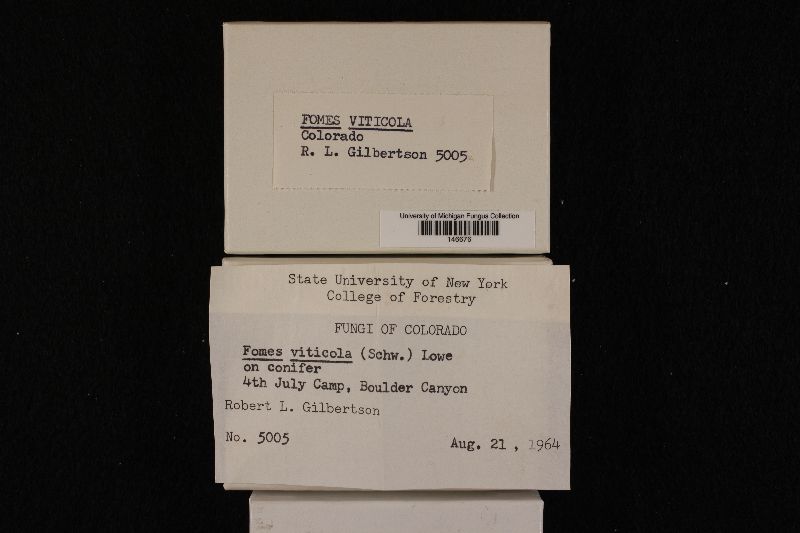 FOMES VITICOLA
Colorado
R. L. Gilbertson 5005
University of Michigan Fungus Collection
146676
State University of New York
College of Forestry
FUNGI OF COLORADO
Fomes viticola (Schw.) Lowe
on conifer
4th July Camp, Boulder Canyon
Robert L. Gilbertson
No. 5005
Aug. 21 , 1964